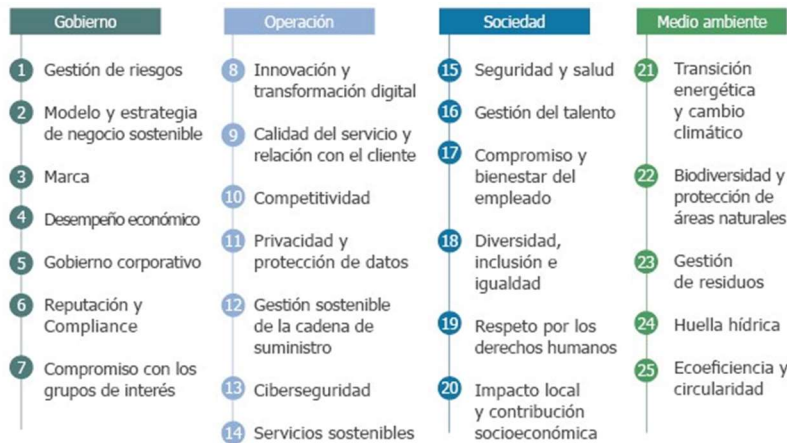 Gobierno
1 Gestión de riesgos
2 Modelo y estrategia
de negocio sostenible
3 Marca
4 Desempeño económico
5 Gobierno corporativo
6 Reputación y
Compliance
7 Compromiso con los
grupos de interés
Operación
8 Innovación y
transformación digital
9 Calidad del servicio y
relación con el cliente
10 Competitividad
11 Privacidad y
protección de datos
12 Gestión sostenible
de la cadena de
suministro
13 Ciberseguridad
14 Servicios sostenibles
Sociedad
15 Seguridad y salud
16 Gestión del talento
17 Compromiso y
bienestar del
empleado
18 Diversidad,
inclusión e
igualdad
19 Respeto por los
derechos humanos
20 Impacto local
y contribución
socioeconómica
Medio ambiente
21 Transición
energética
y cambio
climático
22 Biodiversidad y
protección de
áreas naturales
23 Gestión
de residuos
24 Huella hídrica
25 Ecoeficiencia y
circularidad